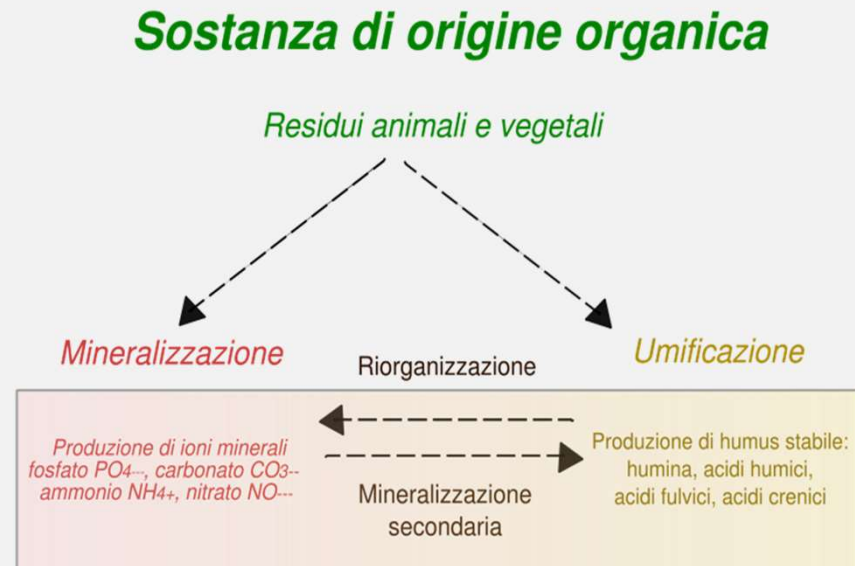 Sostanza di origine organica
Residui animali e vegetali
Mineralizzazione
Riorganizzazione
Umificazione
Produzione di ioni minerali
fosfato PO4---, carbonato CO3--
ammonio NH4+, nitrato NO---
Mineralizzazione
secondaria
Produzione di humus stabile:
humina, acidi humici,
acidi fulvici, acidi crenici